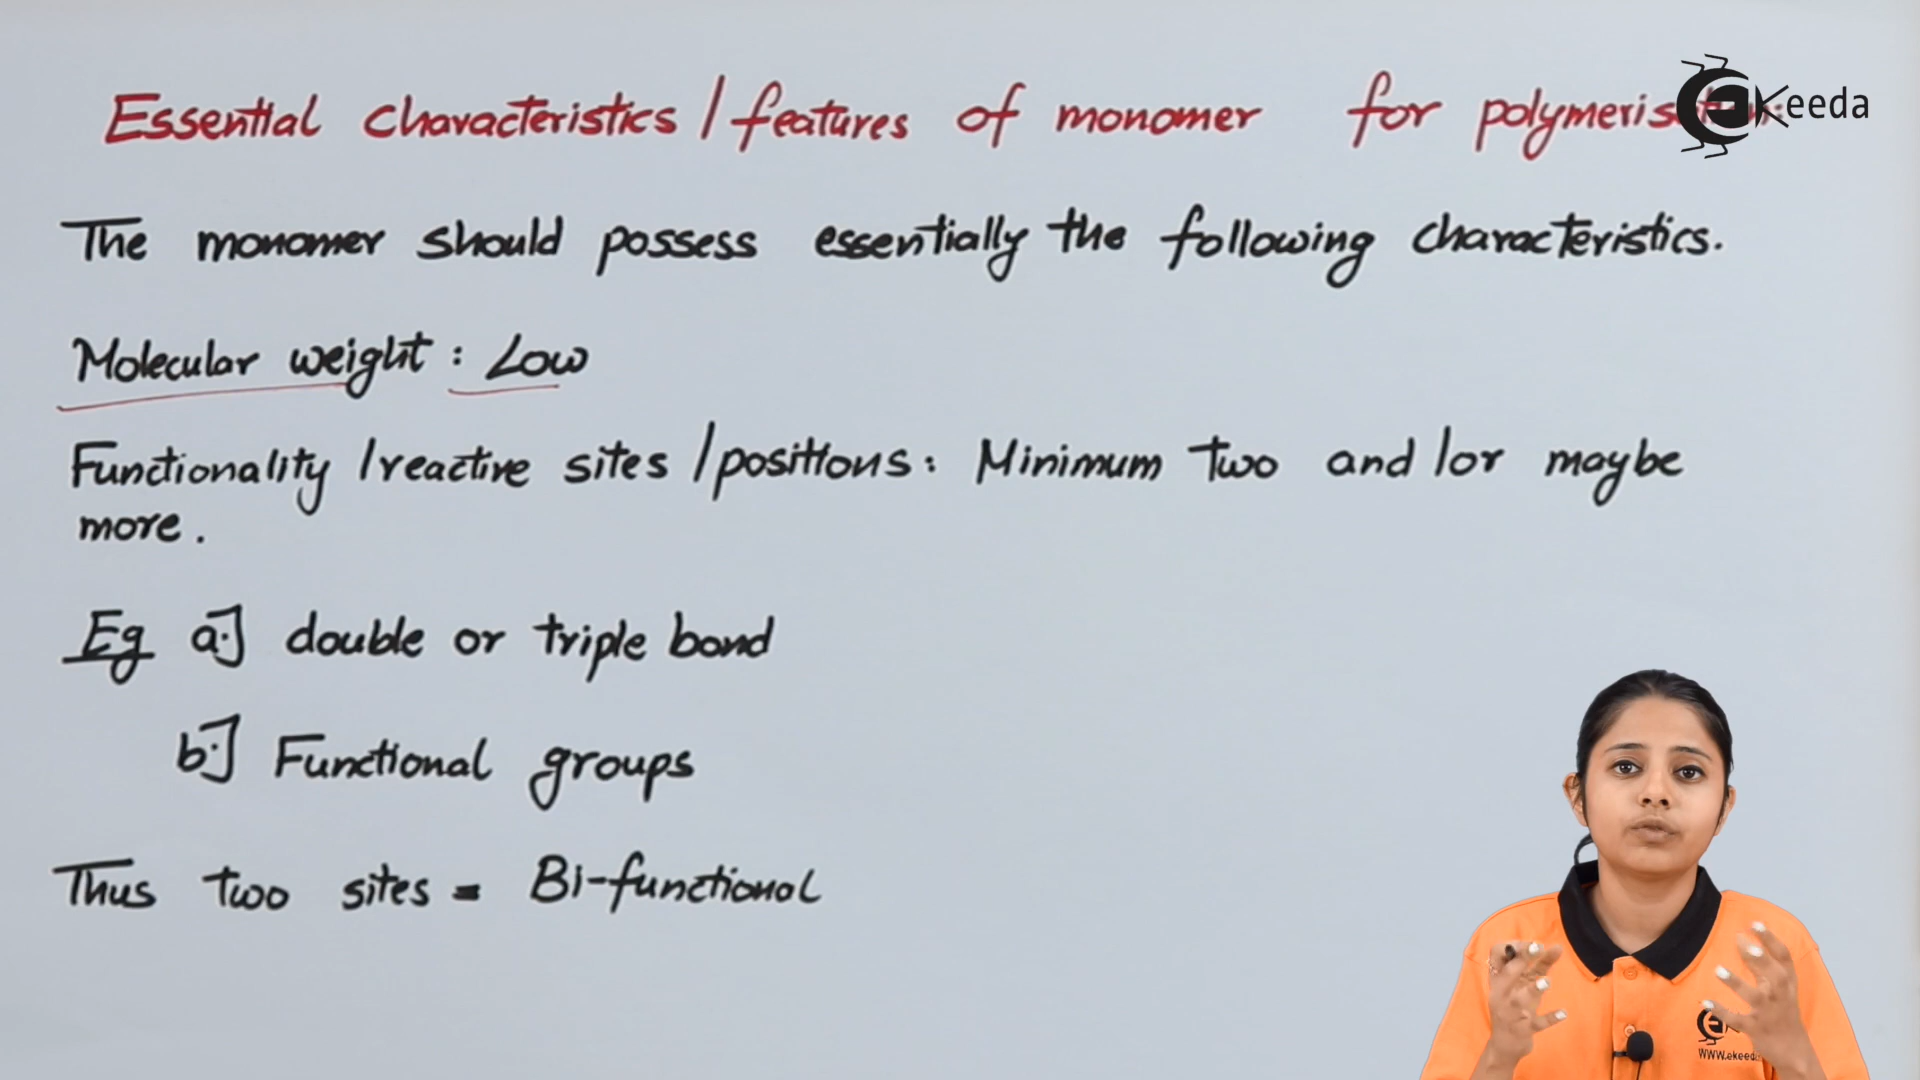 Essential characteristics / features of monomer for polymeris
Keeda
The monomer should possess essentially the following characteristics.
Molecular weight : Low
Functionality / reactive sites / positions : Minimum two and / or maybe
more.
Eg a.] double or triple bond
b.] Functional groups
Thus two sites = Bi-functional